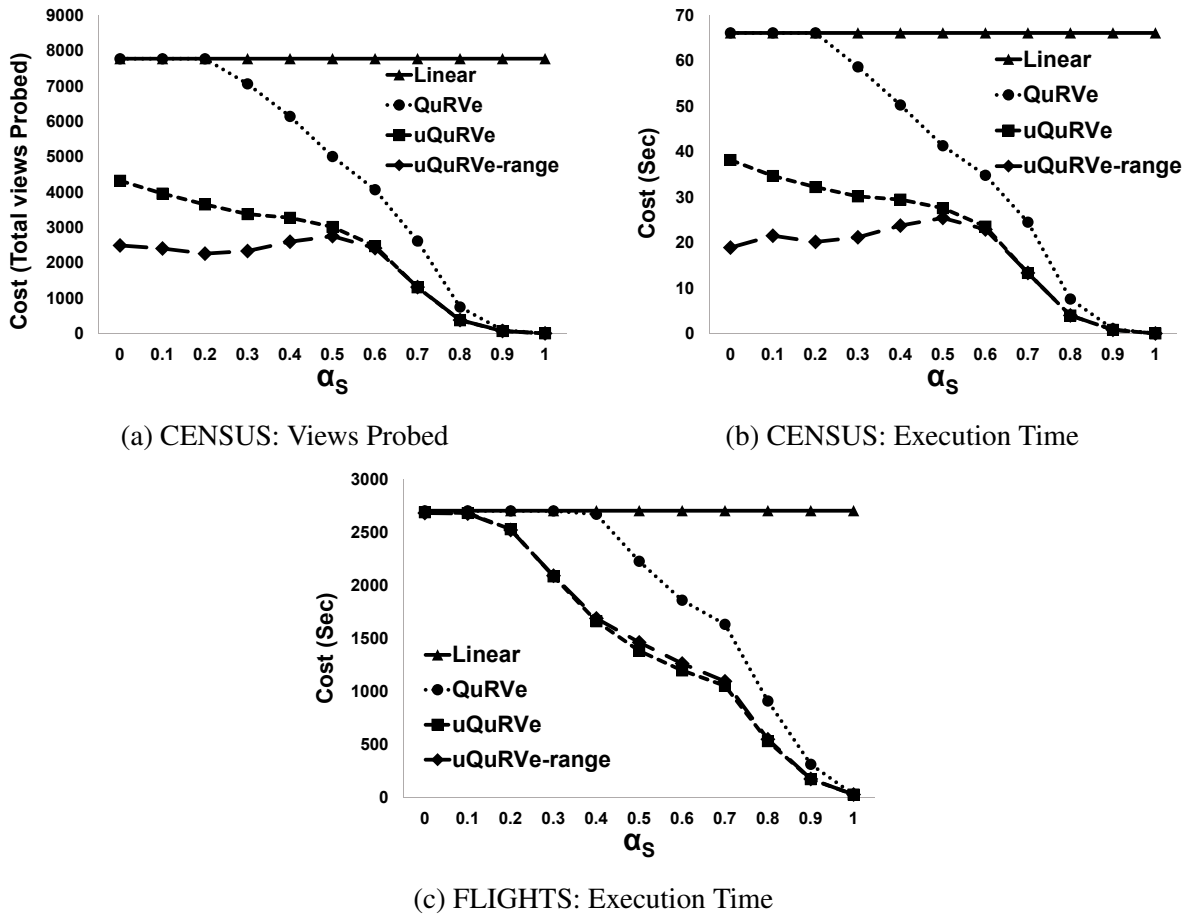 9000
8000
7000
6000
5000
4000
3000
2000
1000
0
Cost (Total views Probed)
Linear
QuRVe
uQuRVe
uQuRVe-range
0 0.1 0.2 0.3 0.4 0.5 0.6 0.7 0.8 0.9 1
αS
(a) CENSUS: Views Probed
70
60
50
40
30
20
10
0
Cost (Sec)
Linear
QuRVe
uQuRVe
uQuRVe-range
0 0.1 0.2 0.3 0.4 0.5 0.6 0.7 0.8 0.9 1
αS
(b) CENSUS: Execution Time
3000
2500
2000
1500
1000
500
0
Cost (Sec)
Linear
QuRVe
uQuRVe
uQuRVe-range
0 0.1 0.2 0.3 0.4 0.5 0.6 0.7 0.8 0.9 1
αS
(c) FLIGHTS: Execution Time